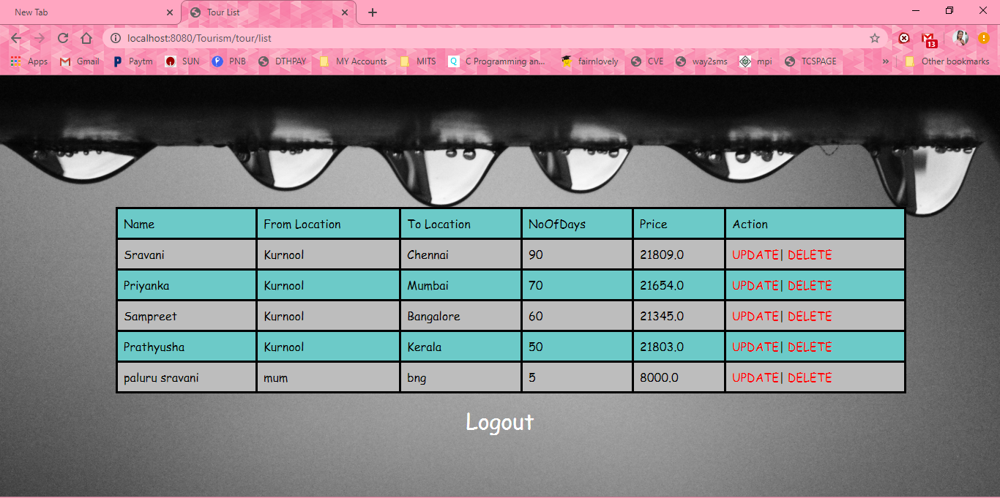 New Tab
Tour List
localhost:8080/Tourism/tour/list
13
Apps Gmail Paytm SUN PNB DTHPAY MY Accounts MITS Q C Programming an... fairnlovely CVE way2sms mpi TCSPAGE » Other bookmarks
Name From Location To Location NoOfDays Price Action
Sravani Kurnool Chennai 90 21809.0 UPDATE| DELETE
Priyanka Kurnool Mumbai 70 21654.0 UPDATE| DELETE
Sampreet Kurnool Bangalore 60 21345.0 UPDATE| DELETE
Prathyusha Kurnool Kerala 50 21803.0 UPDATE| DELETE
paluru sravani mum bng 5 8000.0 UPDATE| DELETE
Logout